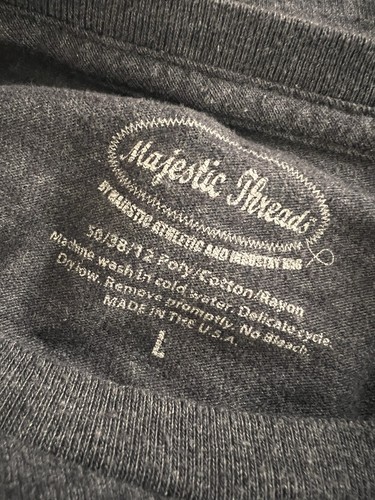 Majestic Threads
BY MAJESTIC ATHLETIC AND INDUSTRY RAG
50/38/12 Poly/Cotton/Rayon
Machine wash in cold water. Delicate cycle.
Dry low. Remove promptly. No Bleach.
MADE IN THE U.S.A.
L